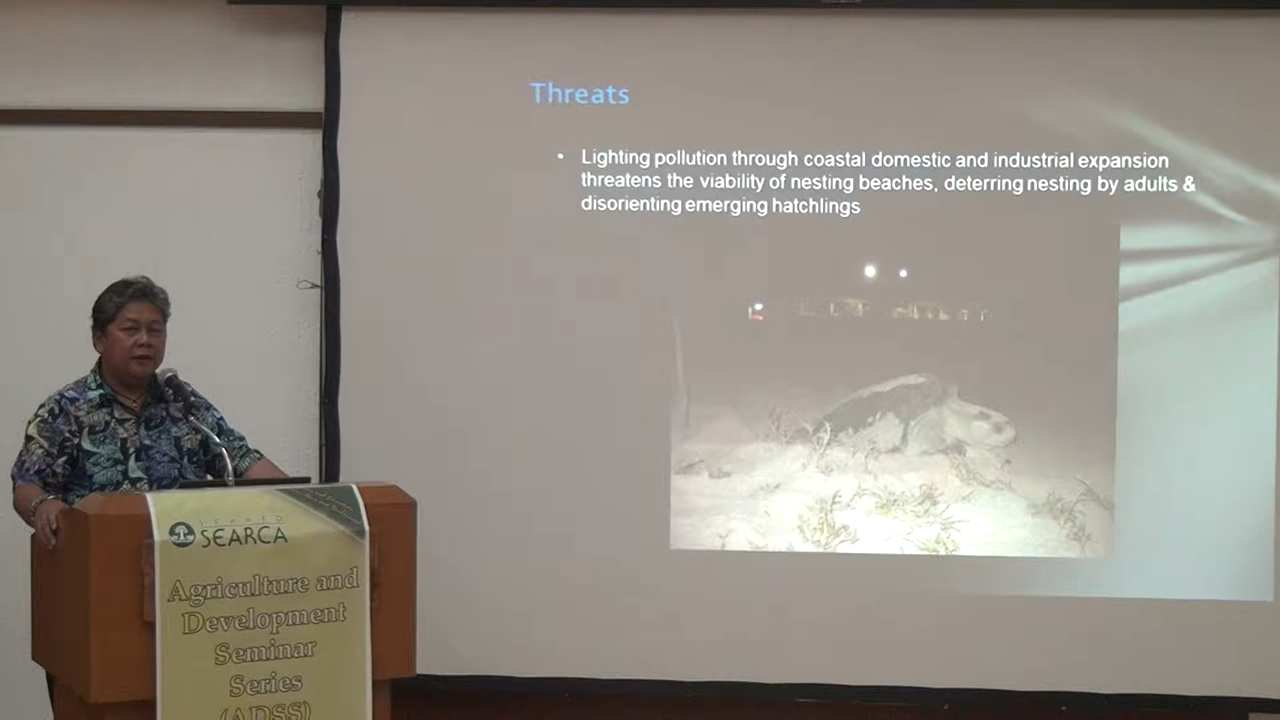 Threats
• Lighting pollution through coastal domestic and industrial expansion
threatens the viability of nesting beaches, deterring nesting by adults &
disorienting emerging hatchlings
SEARCA
Agriculture and
Development
Seminar
Series
(ADSS)